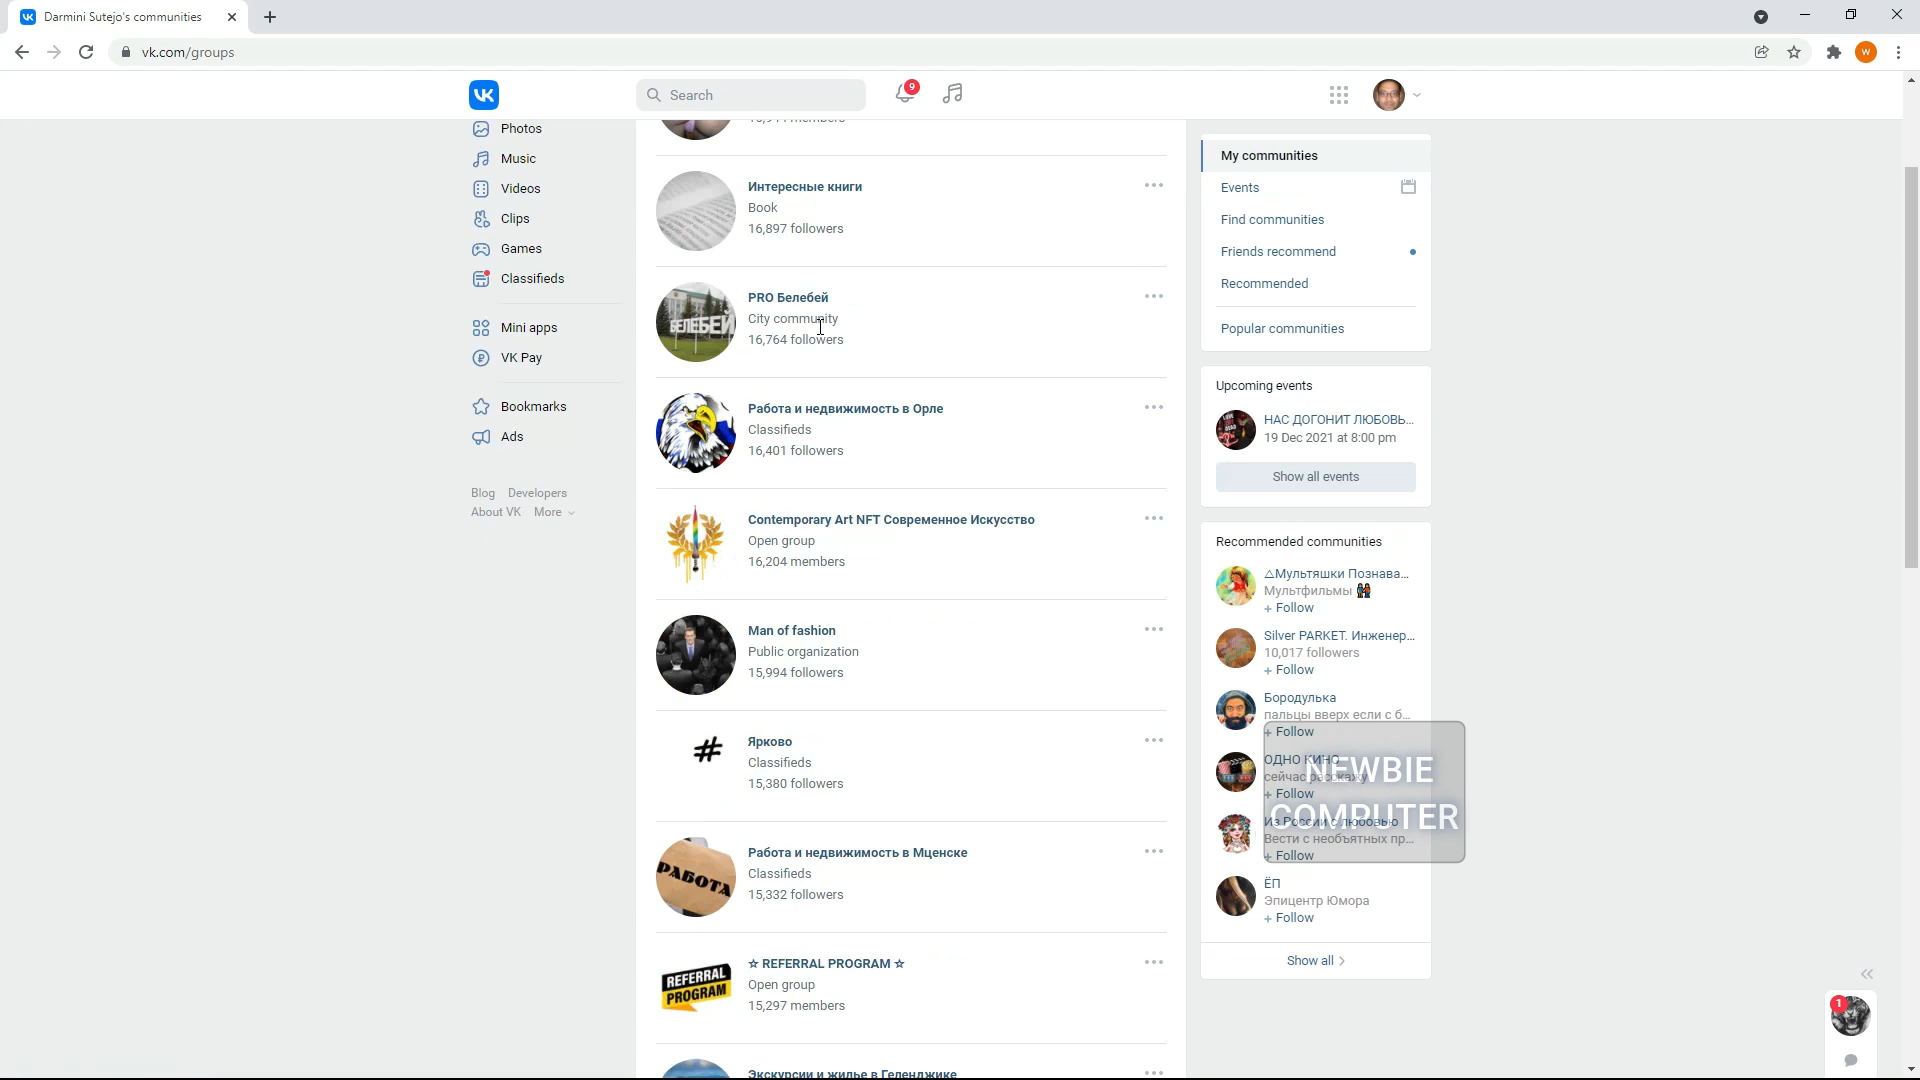 Darmini Sutejo's communities
vk.com/groups
W
VK
Search
9
Photos
Music
Videos
Clips
Games
Classifieds
Mini apps
VK Pay
Bookmarks
Ads
Blog Developers
About VK More
Интересные книги
Book
16,897 followers
БЕЛЕБЕЙ
PRO Белебей
City community
16,764 followers
Работа и недвижимость в Орле
Classifieds
16,401 followers
Contemporary Art NFT Современное Искусство
Open group
16,204 members
Man of fashion
Public organization
15,994 followers
#
Ярково
Classifieds
15,380 followers
РАБОТА
Работа и недвижимость в Мценске
Classifieds
15,332 followers
REFERRAL
PROGRAM
☆ REFERRAL PROGRAM ☆
Open group
15,297 members
Экскурсии и жилье в Геленджике
My communities
Events
Find communities
Friends recommend
Recommended
Popular communities
Upcoming events
НАС ДОГОНИТ ЛЮБОВЬ...
19 Dec 2021 at 8:00 pm
Show all events
Recommended communities
△Мультяшки Познава...
Мультфильмы
+ Follow
Silver PARKET. Инженер...
10,017 followers
+ Follow
Бородулька
пальцы вверх если с б...
+ Follow
ОДНО КИНО
сейчас расскажу
+ Follow
Из России с любовью
Вести с необъятных пр...
+ Follow
ЁП
Эпицентр Юмора
+ Follow
Show all
NEWBIE
COMPUTER
1